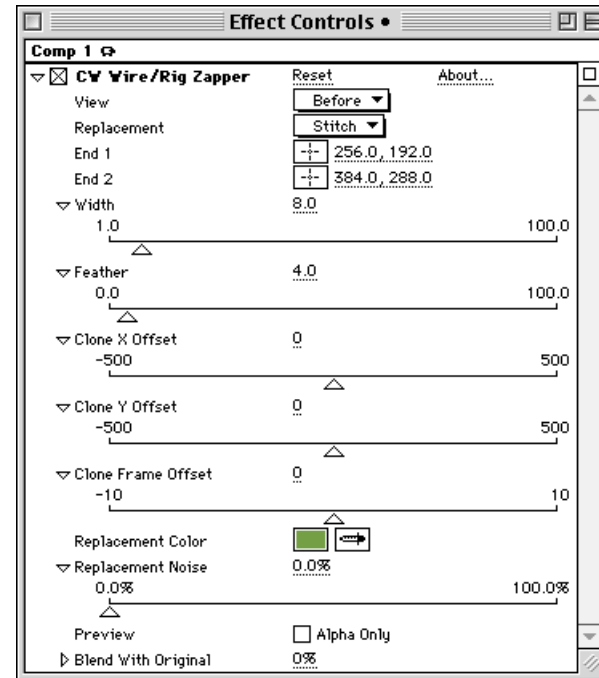 Effect Controls •
Comp 1
CW Wire/Rig Zapper Reset About...
View Before
Replacement Stitch
End 1 256.0, 192.0
End 2 384.0, 288.0
Width 8.0
1.0 100.0
Feather 4.0
0.0 100.0
Clone X Offset 0
-500 500
Clone Y Offset 0
-500 500
Clone Frame Offset 0
-10 10
Replacement Color
Replacement Noise 0.0%
0.0% 100.0%
Preview Alpha Only
Blend With Original 0%